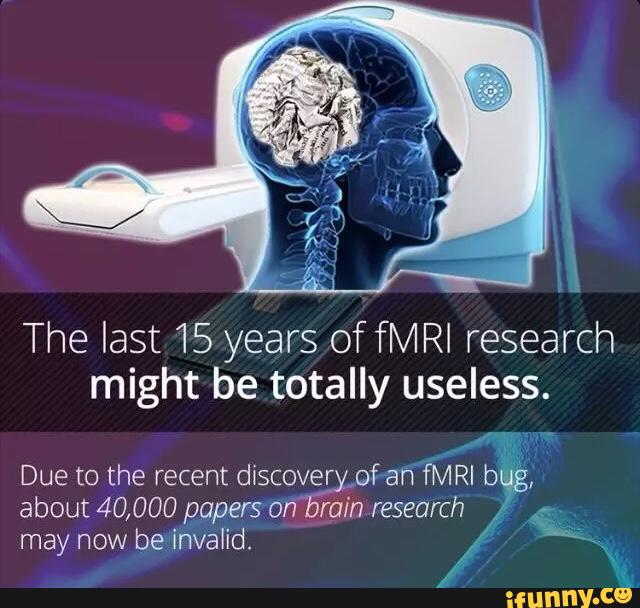 The last 15 years of fMRI research
might be totally useless.
Due to the recent discovery of an fMRI bug,
about 40,000 papers on brain research
may now be invalid.
ifunny.co